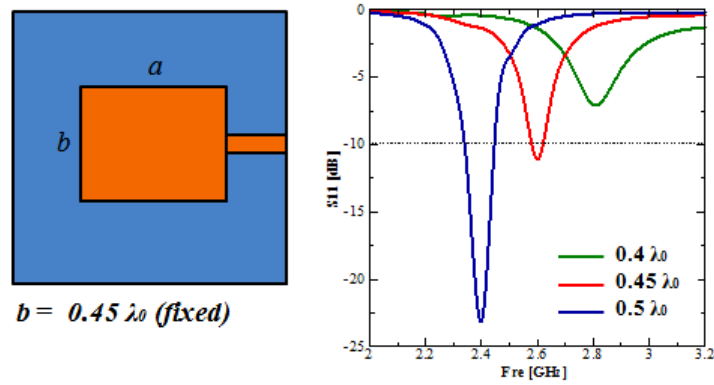 a
b
b = 0.45 λ0 (fixed)
0
-5
-10
-15
-20
-25
S11 [dB]
0.4 λ0
0.45 λ0
0.5 λ0
2 2.2 2.4 2.6 2.8 3 3.2
Fre [GHz]